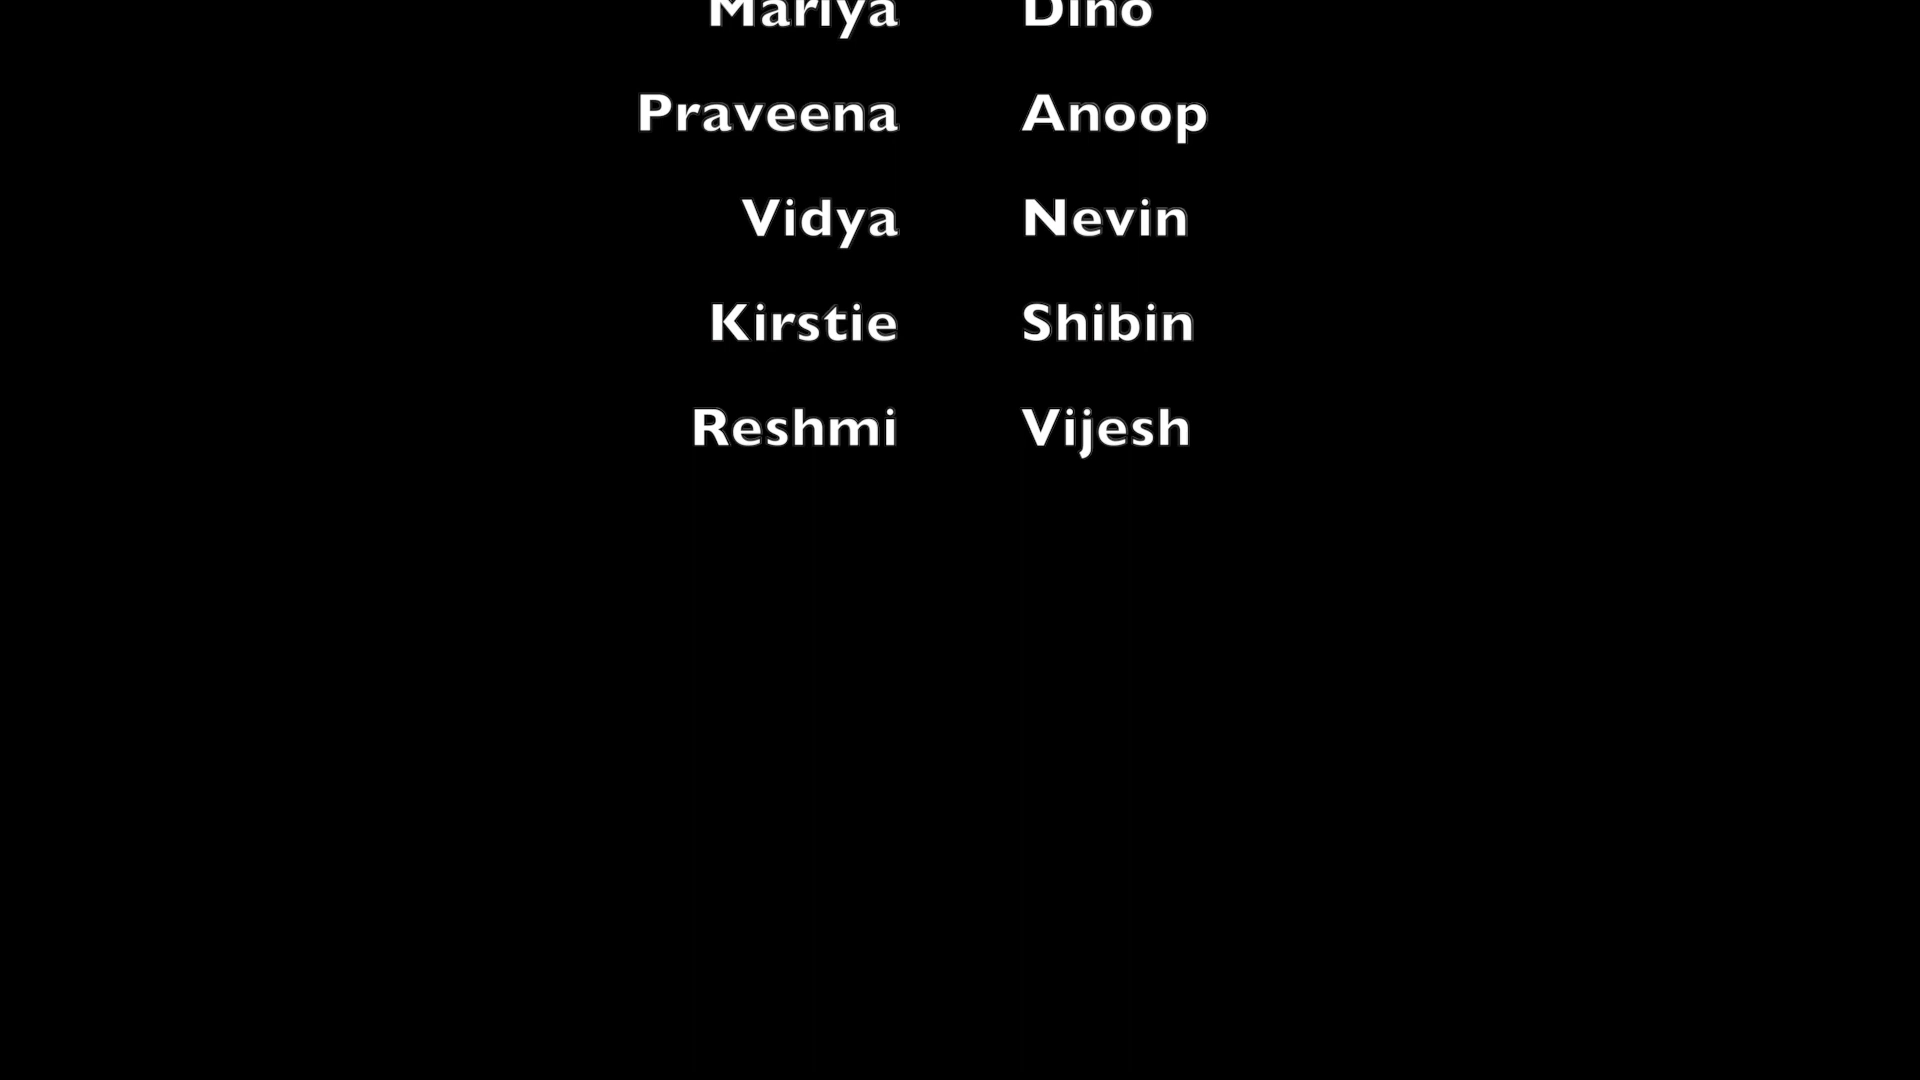 Mariya Dino
Praveena Anoop
Vidya Nevin
Kirstie Shibin
Reshmi Vijesh